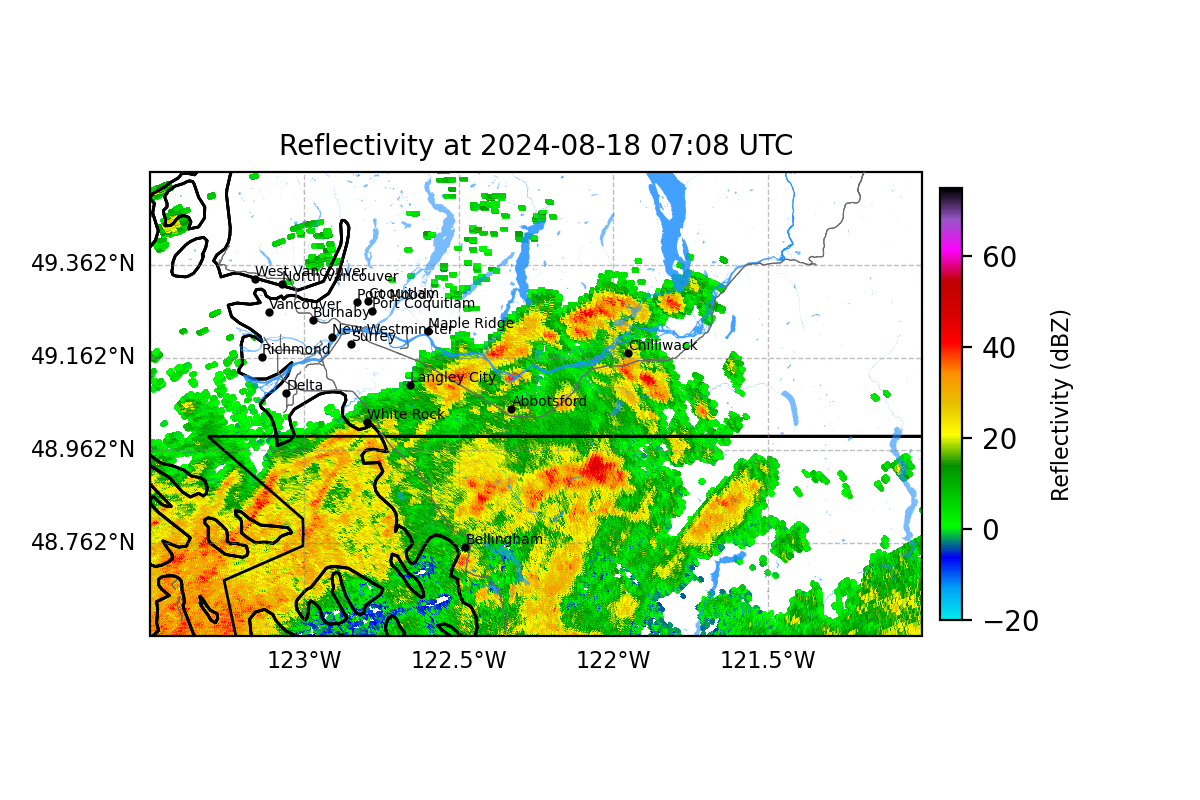 Reflectivity at 2024-08-18 07:08 UTC
49.362°N
49.162°N
48.962°N
48.762°N
123°W
122.5°W
122°W
121.5°W
West Vancouver
North Vancouver
Port Moody
Coquitlam
Port Coquitlam
Vancouver
Burnaby
New Westminster
Maple Ridge
Surrey
Richmond
Chilliwack
Langley City
Delta
Abbotsford
White Rock
Bellingham
60
40
20
0
−20
Reflectivity (dBZ)